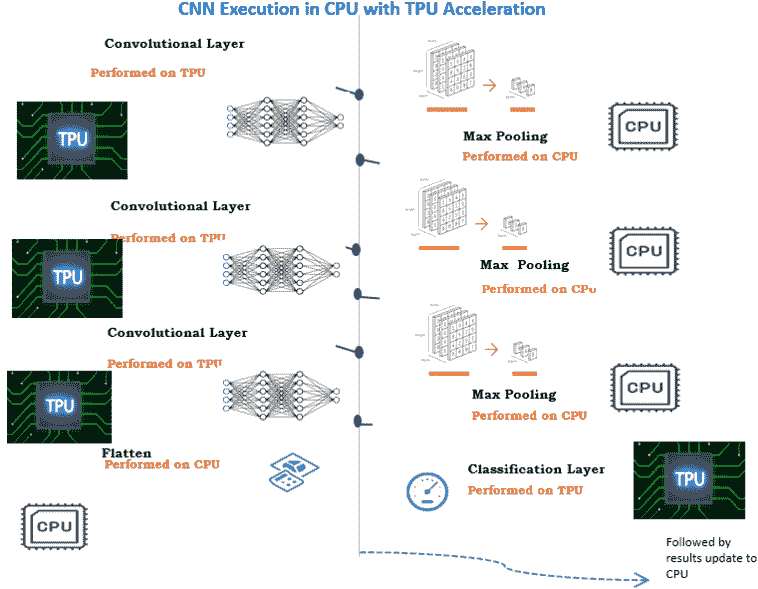 CNN Execution in CPU with TPU Acceleration
Convolutional Layer
Performed on TPU
TPU
Max Pooling
Performed on CPU
CPU
Convolutional Layer
Performed on TPU
TPU
Max Pooling
Performed on CPU
CPU
Convolutional Layer
Performed on TPU
TPU
Max Pooling
Performed on CPU
CPU
Flatten
Performed on CPU
CPU
Classification Layer
Performed on TPU
TPU
Followed by
results update to
CPU